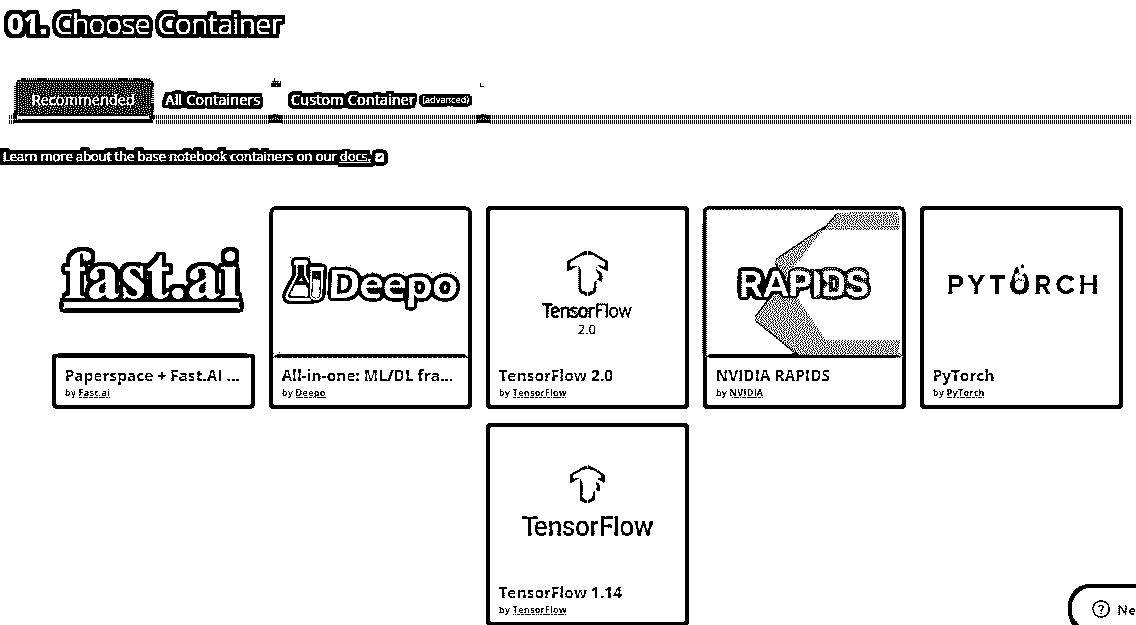 01. Choose Container
Recommended
All Containers
Custom Container (advanced)
Learn more about the base notebook containers on our docs.
fast.ai
Paperspace + Fast.AI ...
by Fast.ai
Deepo
All-in-one: ML/DL fra...
by Deepo
TensorFlow
2.0
TensorFlow 2.0
by TensorFlow
RAPIDS
NVIDIA RAPIDS
by NVIDIA
PYTORCH
PyTorch
by PyTorch
TensorFlow
TensorFlow 1.14
by TensorFlow
? Ne